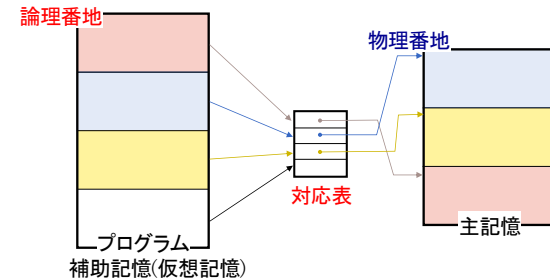 論理番地
物理番地
対応表
プログラム
補助記憶(仮想記憶)
主記憶